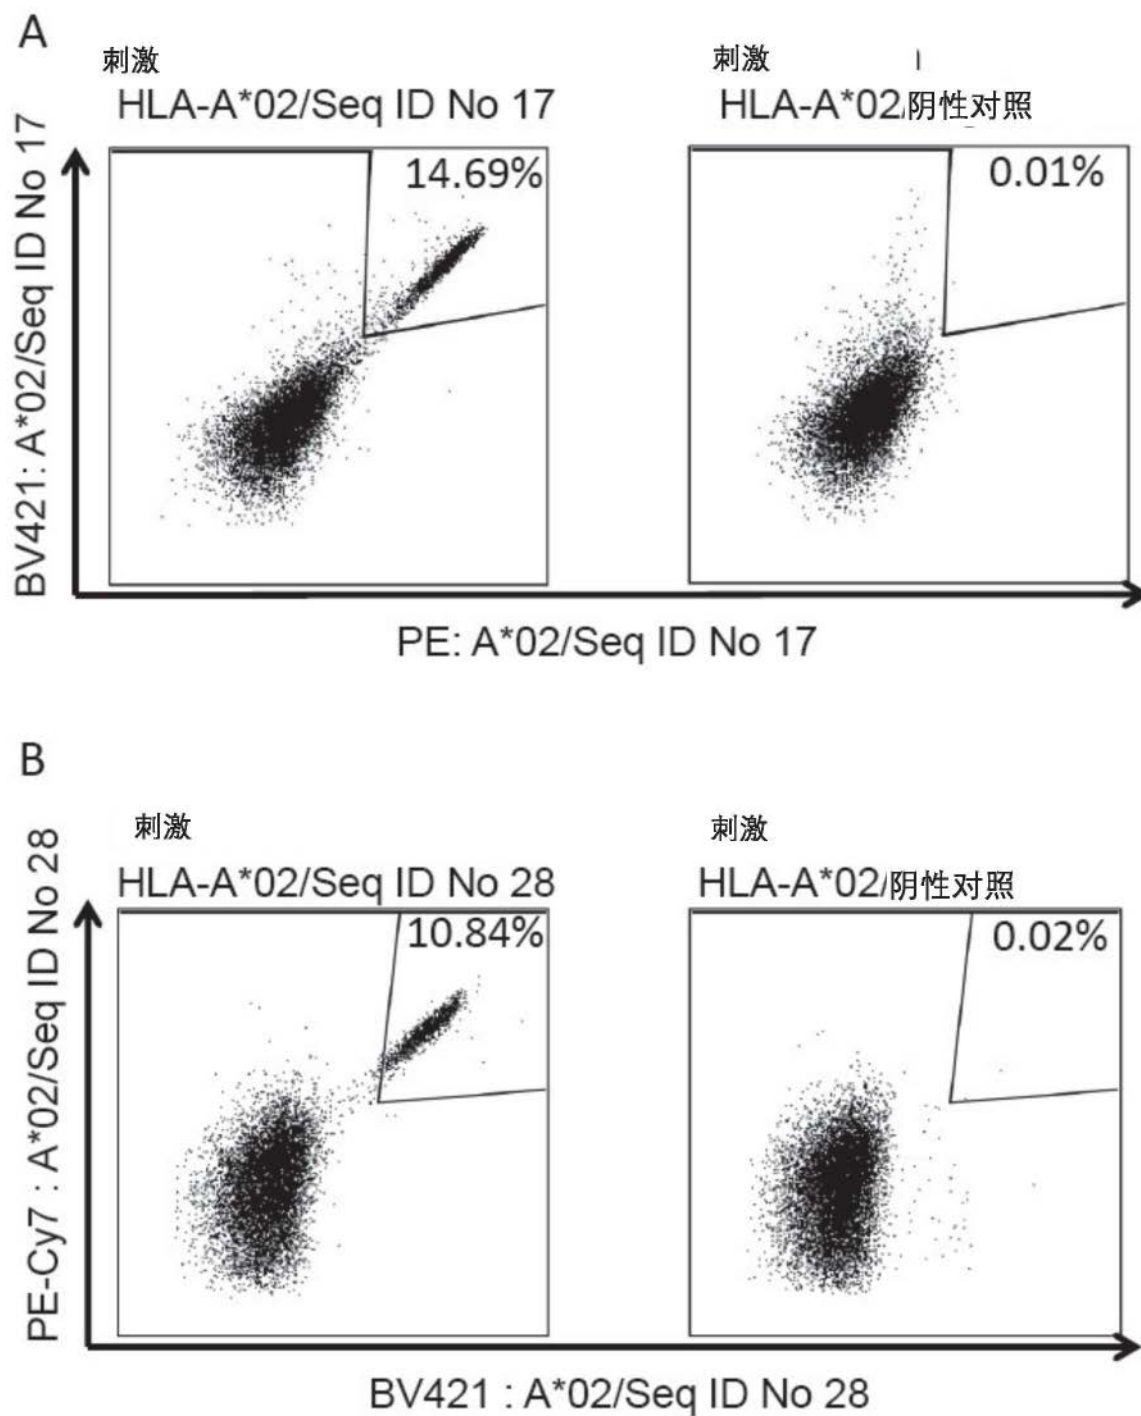 A
刺激
HLA-A*02/Seq ID No 17
刺激
HLA-A*02/阴性对照
BV421: A*02/Seq ID No 17
14.69%
0.01%
PE: A*02/Seq ID No 17
B
刺激
HLA-A*02/Seq ID No 28
刺激
HLA-A*02/阴性对照
PE-Cy7 : A*02/Seq ID No 28
10.84%
0.02%
BV421 : A*02/Seq ID No 28